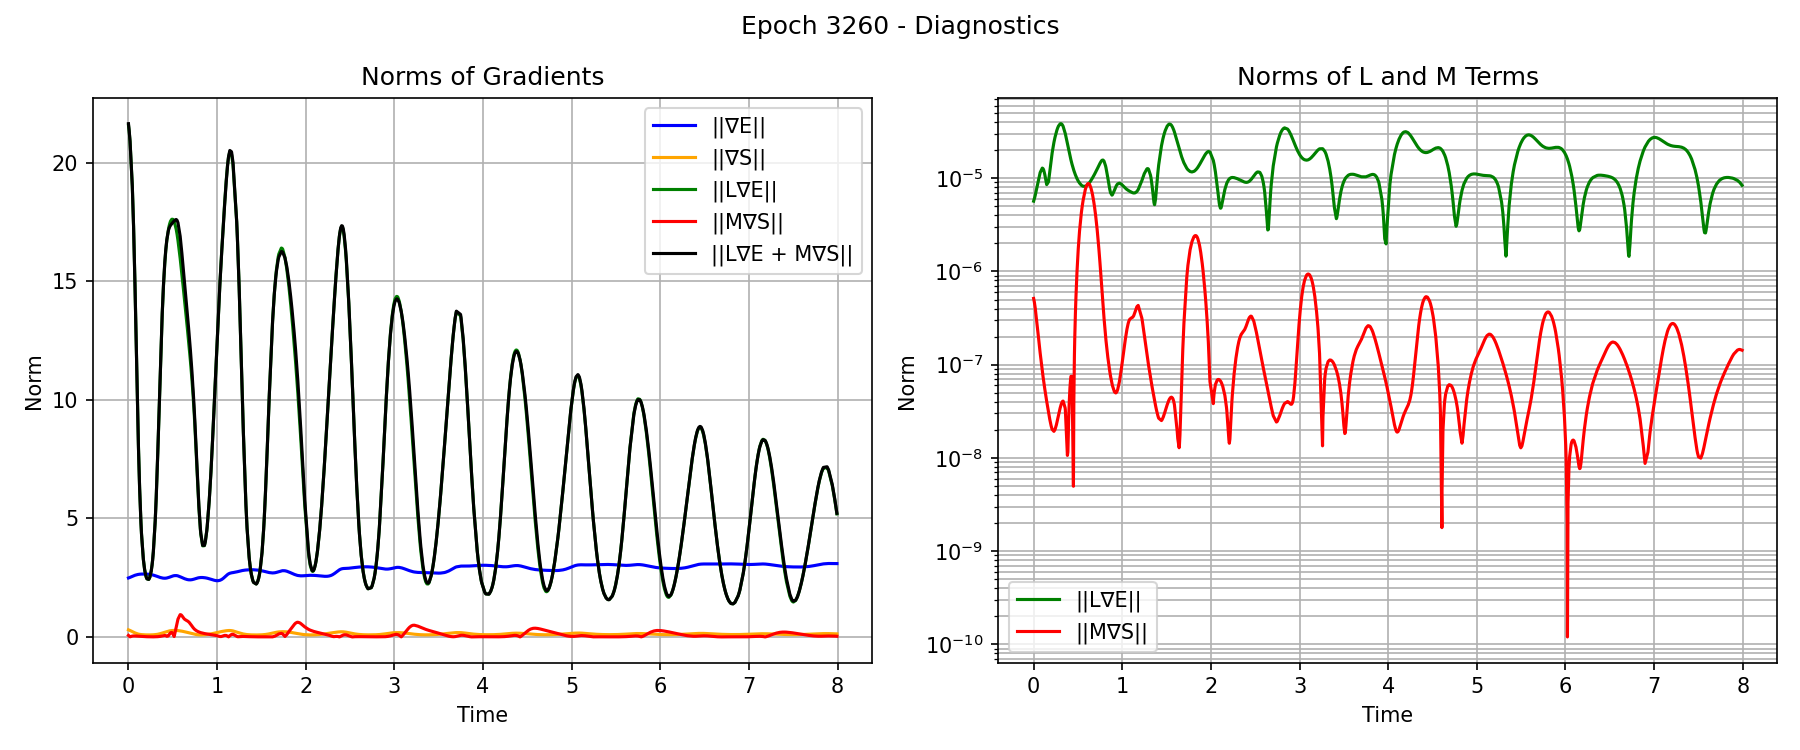 Epoch 3260 - Diagnostics
Norms of Gradients
Norm
20
15
10
5
0
0 1 2 3 4 5 6 7 8
Time
||∇E||
||∇S||
||L∇E||
||M∇S||
||L∇E + M∇S||
Norms of L and M Terms
Norm
10⁻⁵
10⁻⁶
10⁻⁷
10⁻⁸
10⁻⁹
10⁻¹⁰
0 1 2 3 4 5 6 7 8
Time
||L∇E||
||M∇S||